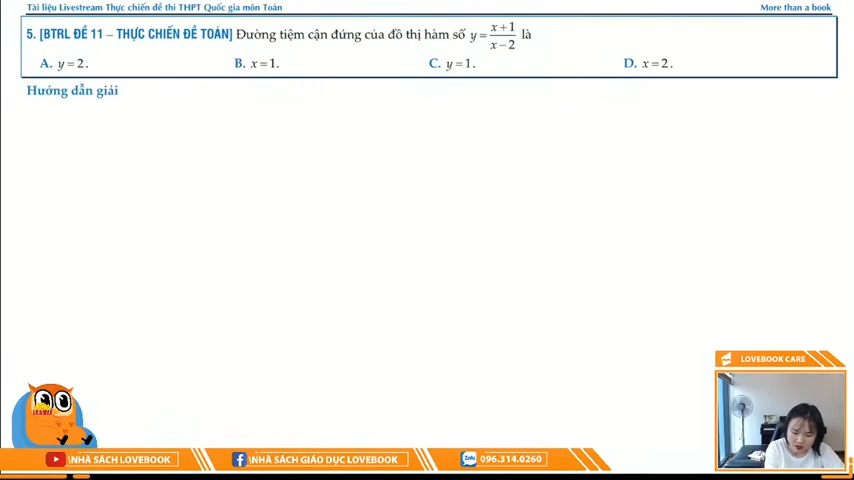 Tài liệu Livestream Thực chiến đề thi THPT Quốc gia môn Toán More than a book
5. [BTRL ĐỀ 11 – THỰC CHIẾN ĐỀ TOÁN] Đường tiệm cận đứng của đồ thị hàm số y = (x+1)/(x−2) là
A. y = 2. B. x = 1. C. y = 1. D. x = 2.
Hướng dẫn giải
LOVEBOOK CARE
NHÀ SÁCH LOVEBOOK NHÀ SÁCH GIÁO DỤC LOVEBOOK Zalo 096.314.0260